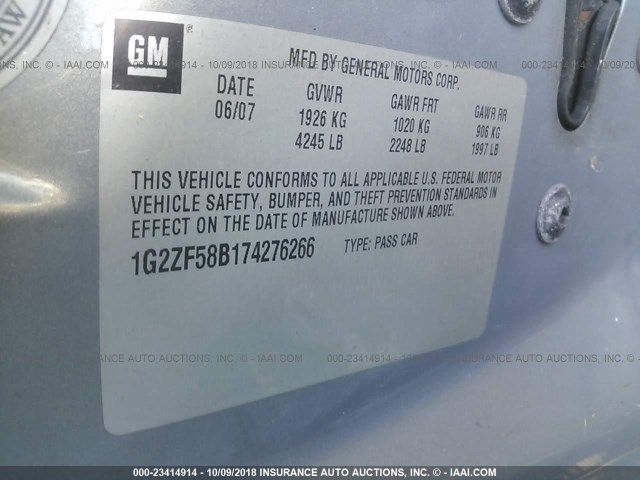 AW
GM
MFD BY GENERAL MOTORS CORP.
DATE GVWR GAWR FRT GAWR RR
06/07 1926 KG 1020 KG 906 KG
4245 LB 2248 LB 1997 LB
THIS VEHICLE CONFORMS TO ALL APPLICABLE U.S. FEDERAL MOTOR
VEHICLE SAFETY, BUMPER, AND THEFT PREVENTION STANDARDS IN
EFFECT ON THE DATE OF MANUFACTURE SHOWN ABOVE.
1G2ZF58B174276266 TYPE: PASS CAR
000-23414914 - 10/09/2018 INSURANCE AUTO AUCTIONS, INC. - IAAI.COM